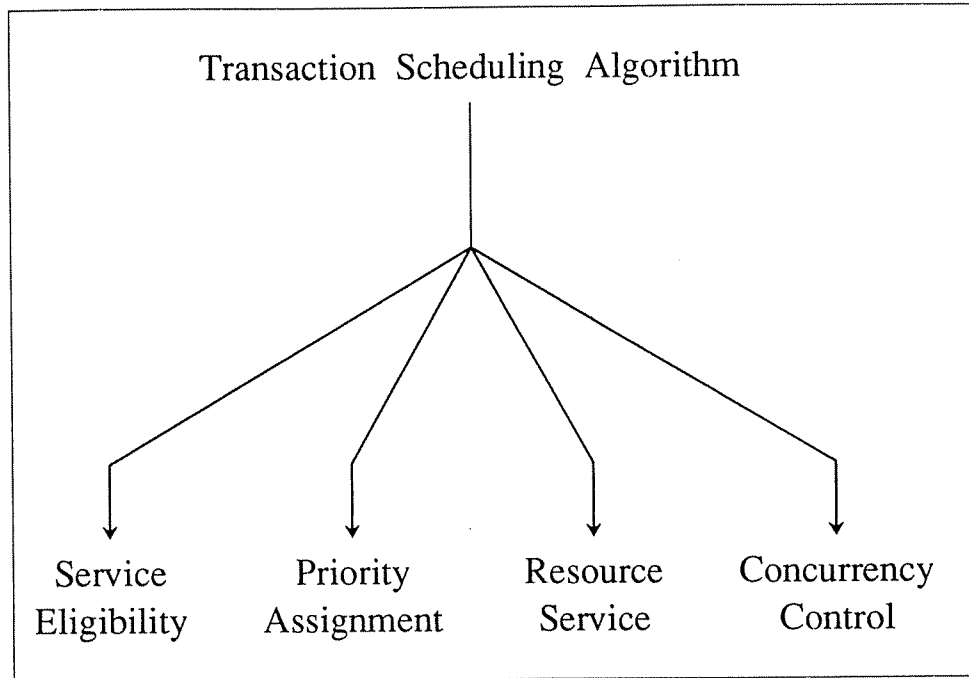 Transaction Scheduling Algorithm
Service
Eligibility
Priority
Assignment
Resource
Service
Concurrency
Control